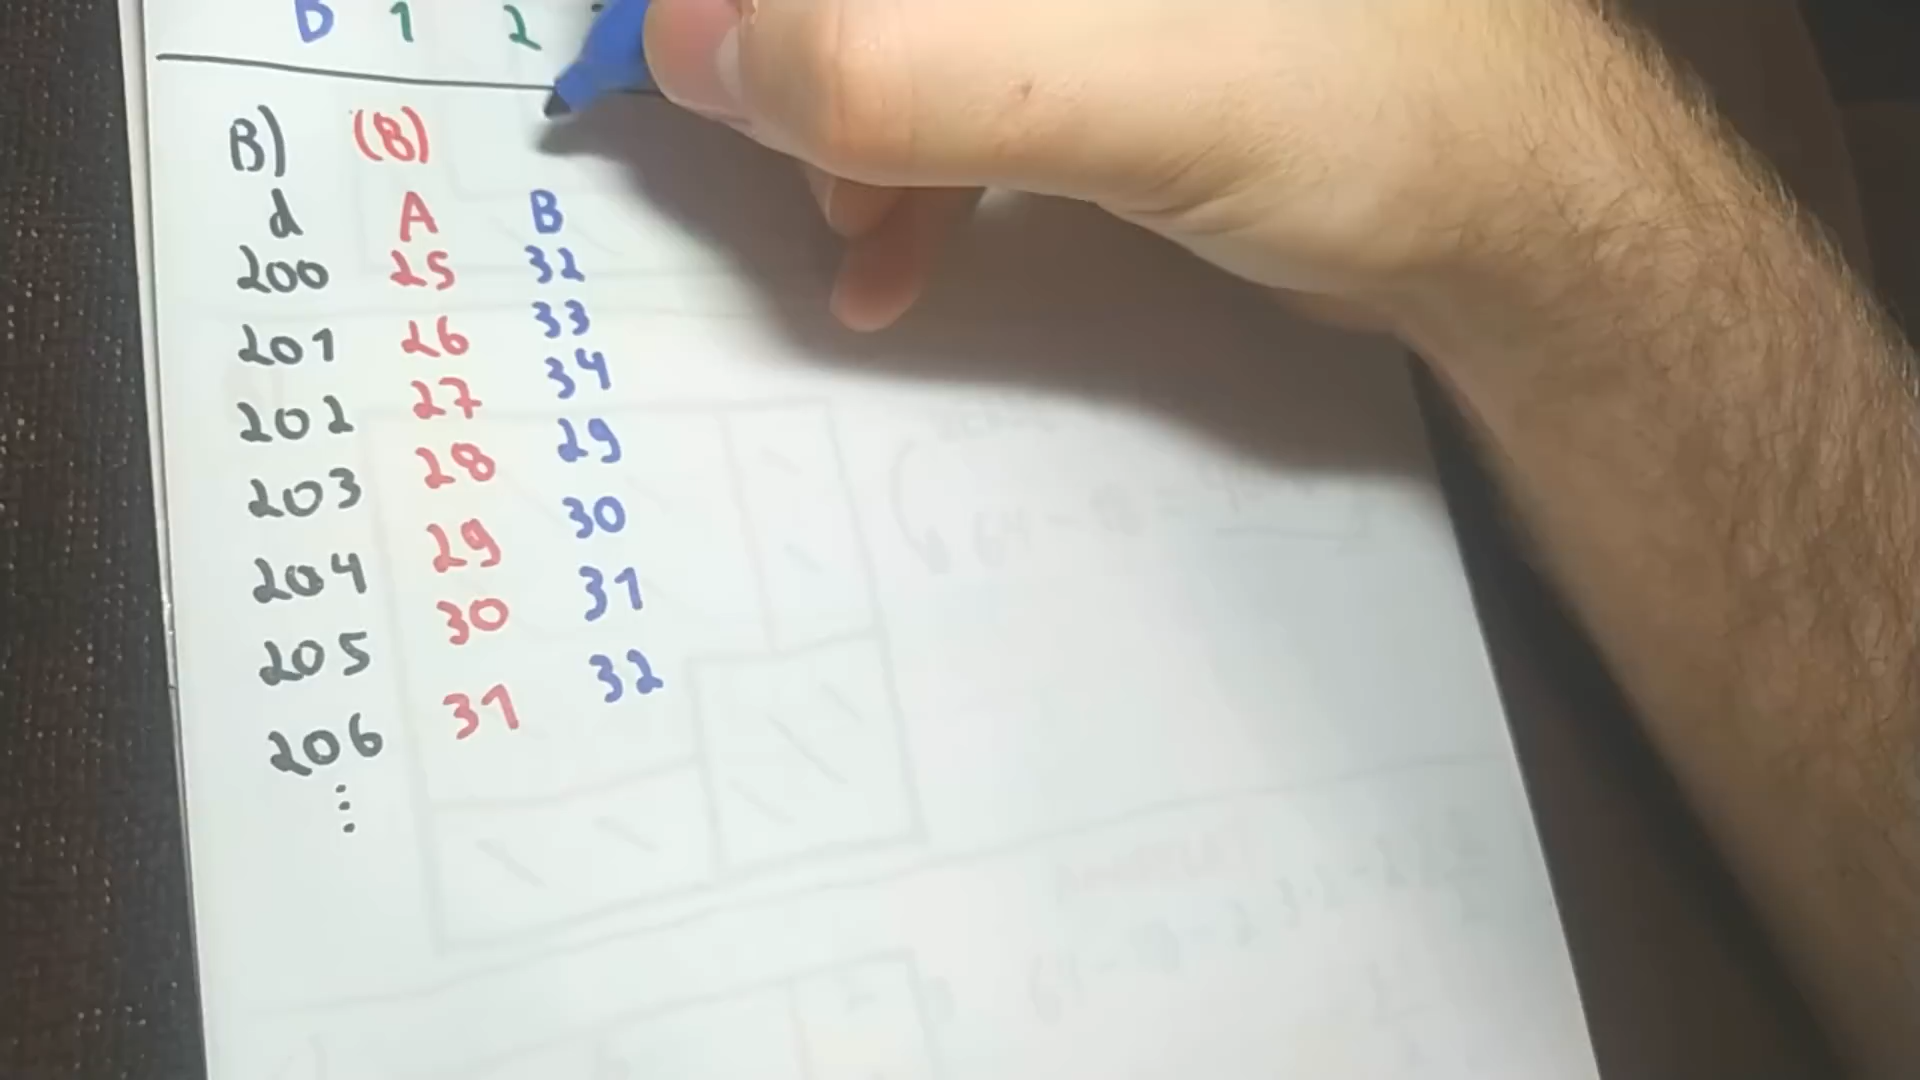 D 1 2
B) (8)
d A B
200 25 32
201 26 33
202 27 34
203 28 29
204 29 30
205 30 31
206 31 32
⋮